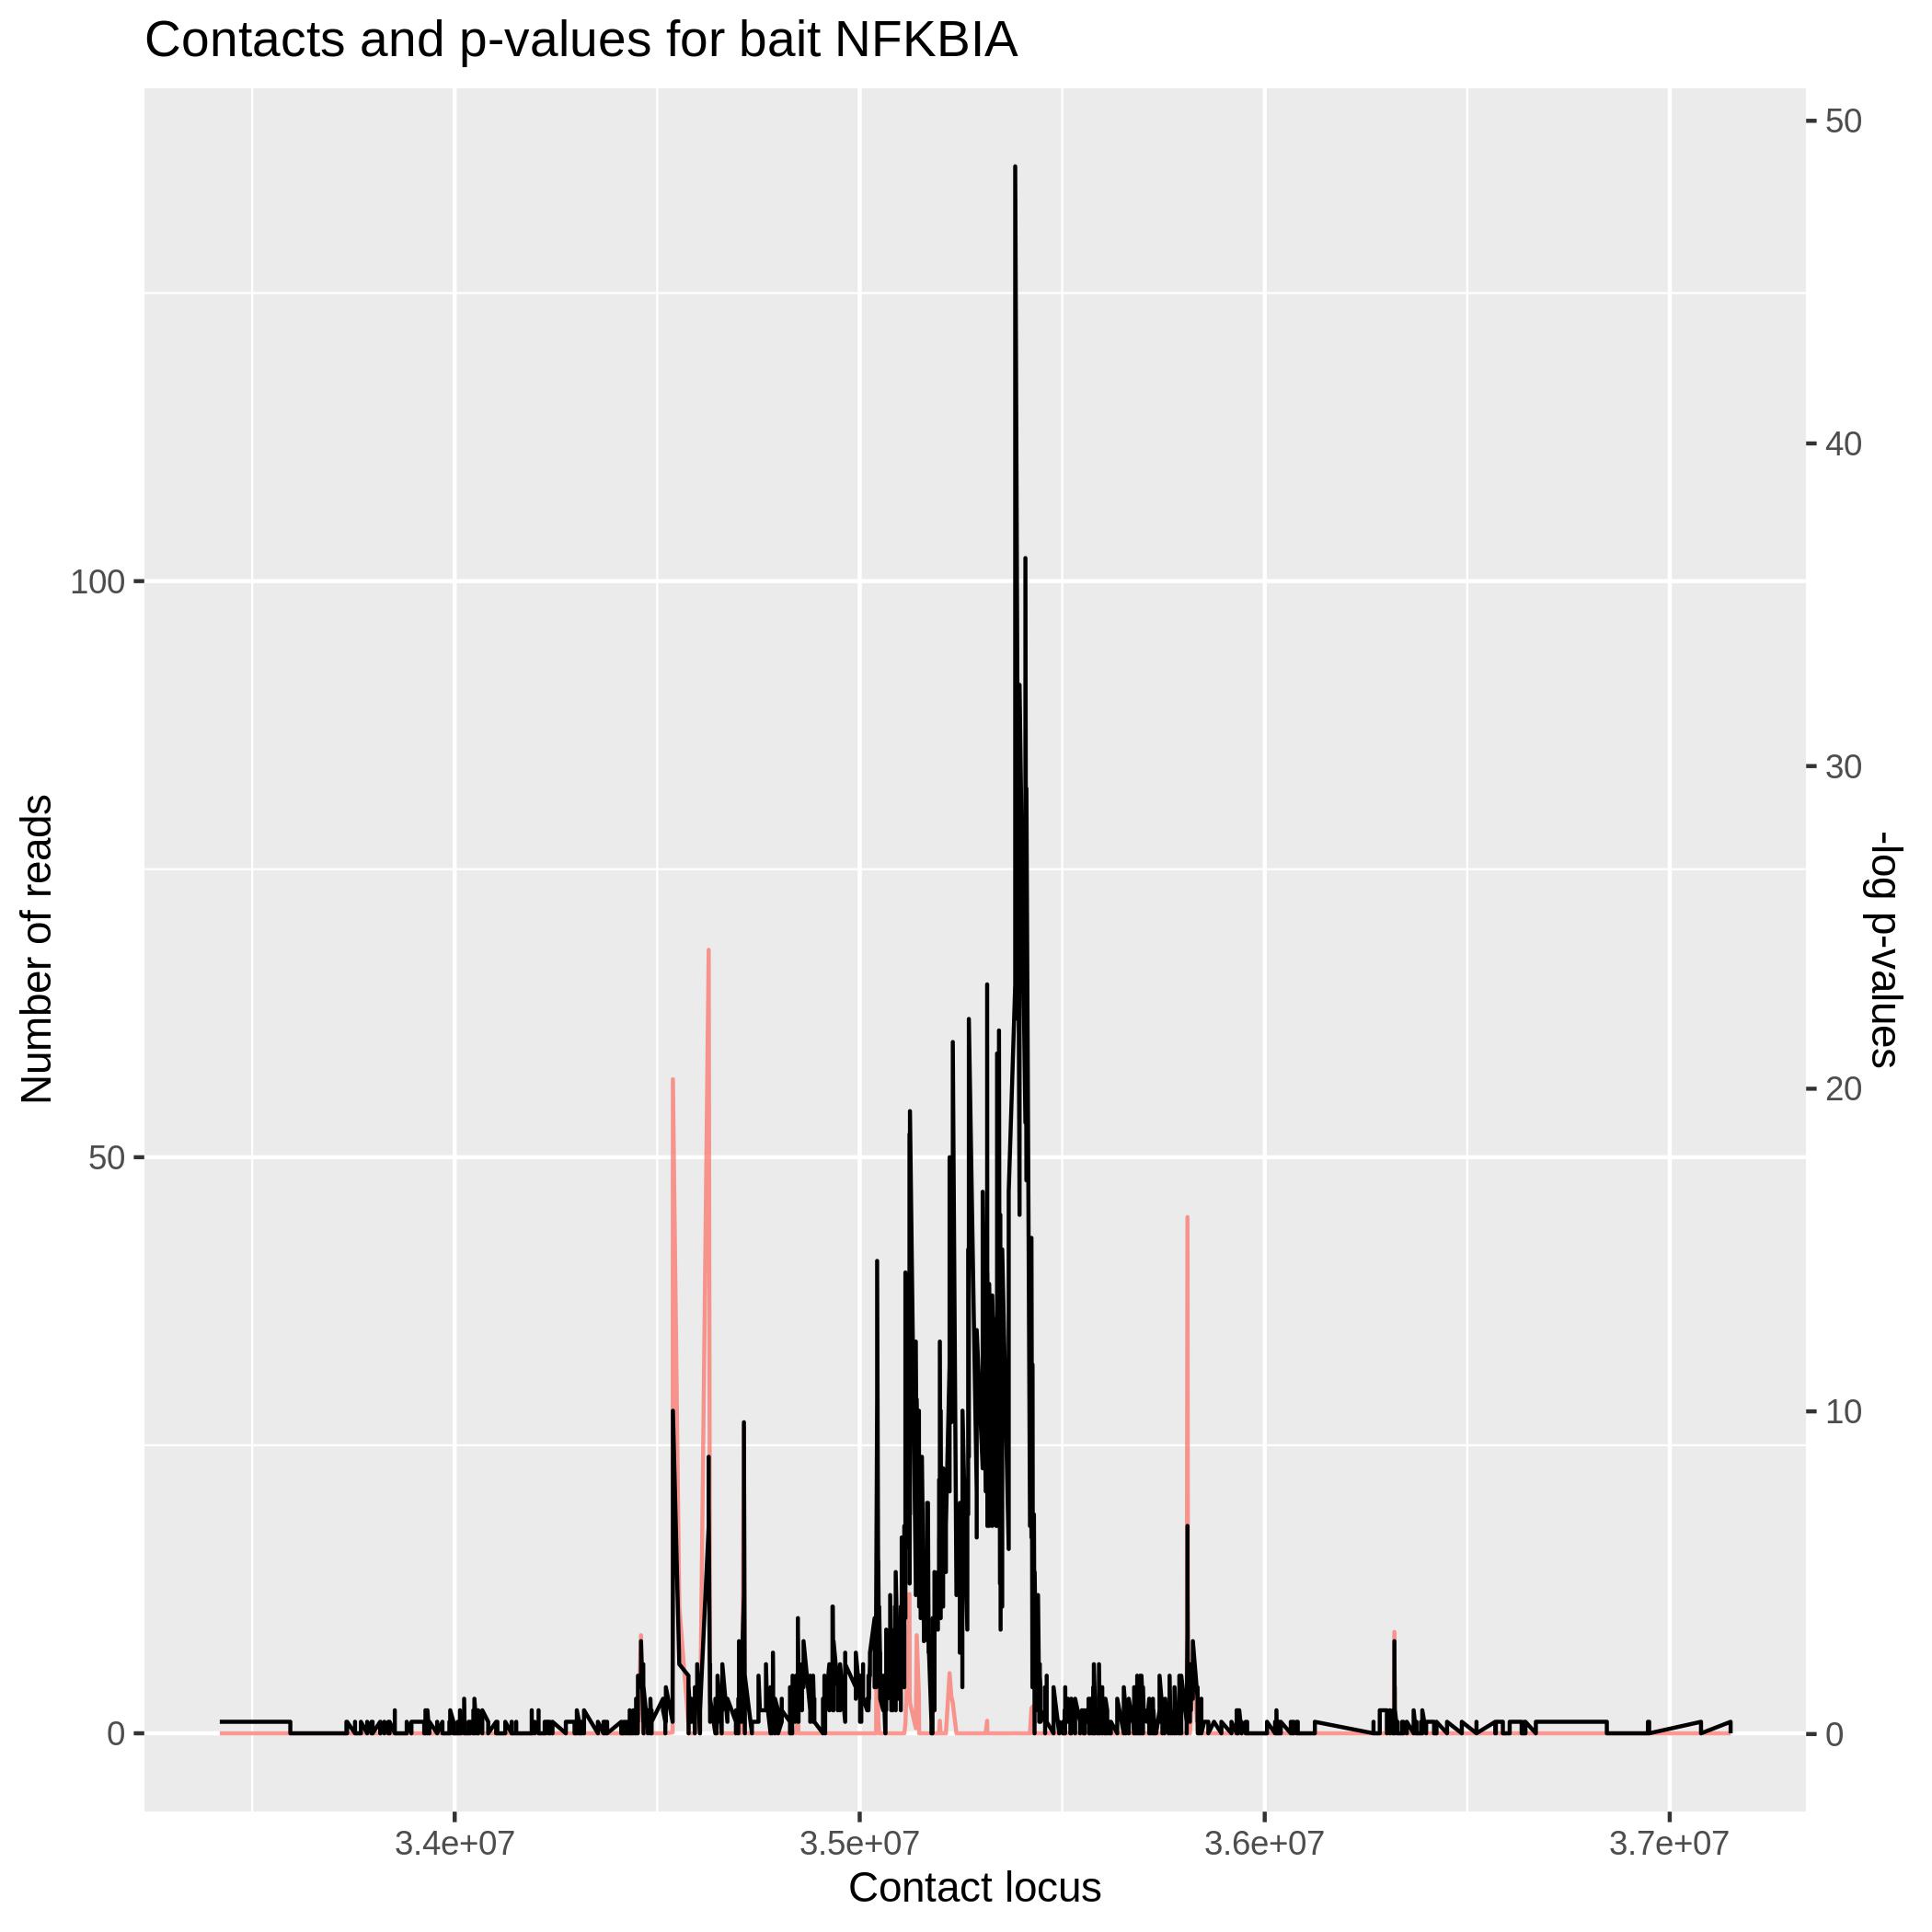 Contacts and p-values for bait NFKBIA
Number of reads
100
50
0
50
40
30
20
10
0
-log p-values
3.4e+07
3.5e+07
3.6e+07
3.7e+07
Contact locus